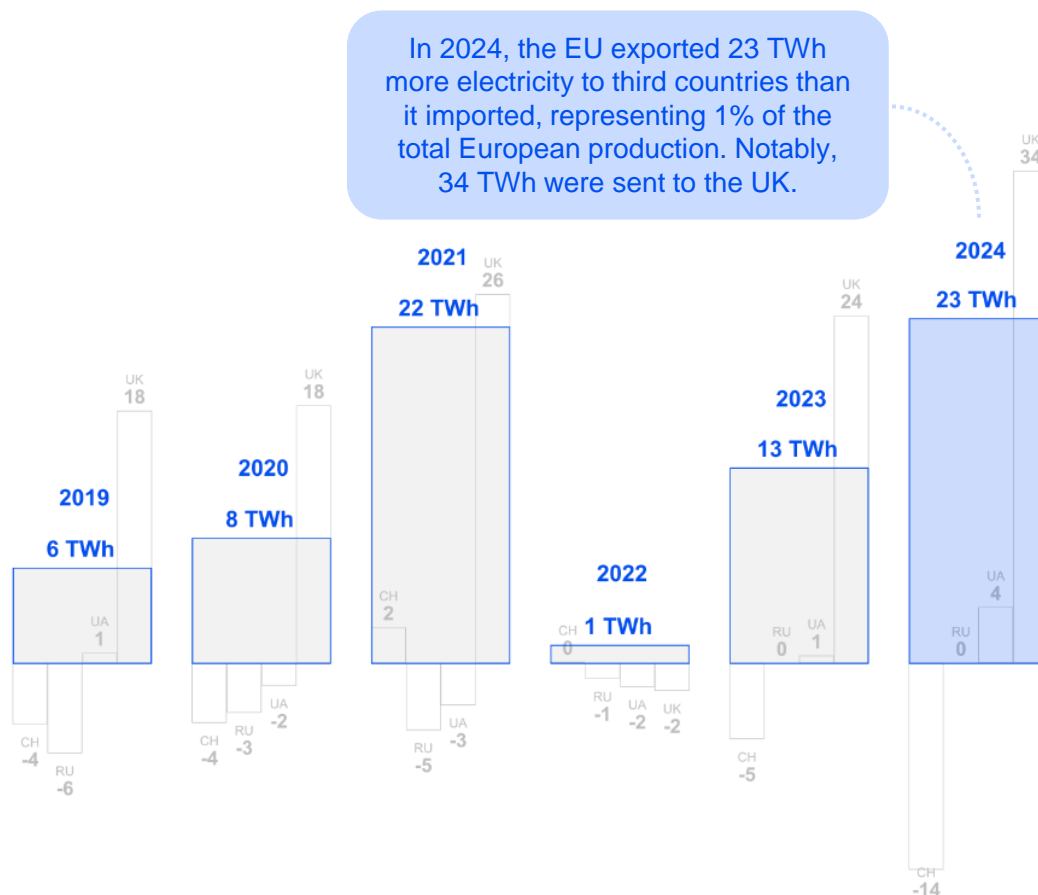 In 2024, the EU exported 23 TWh
more electricity to third countries than
it imported, representing 1% of the
total European production. Notably,
34 TWh were sent to the UK.
2019
6 TWh
CH
-4
RU
-6
UA
1
UK
18
2020
8 TWh
CH
-4
RU
-3
UA
-2
UK
18
2021
22 TWh
CH
2
RU
-5
UA
-3
UK
26
2022
1 TWh
CH
0
RU
-1
UA
-2
UK
-2
2023
13 TWh
CH
-5
RU
0
UA
1
UK
24
2024
23 TWh
CH
-14
RU
0
UA
4
UK
34